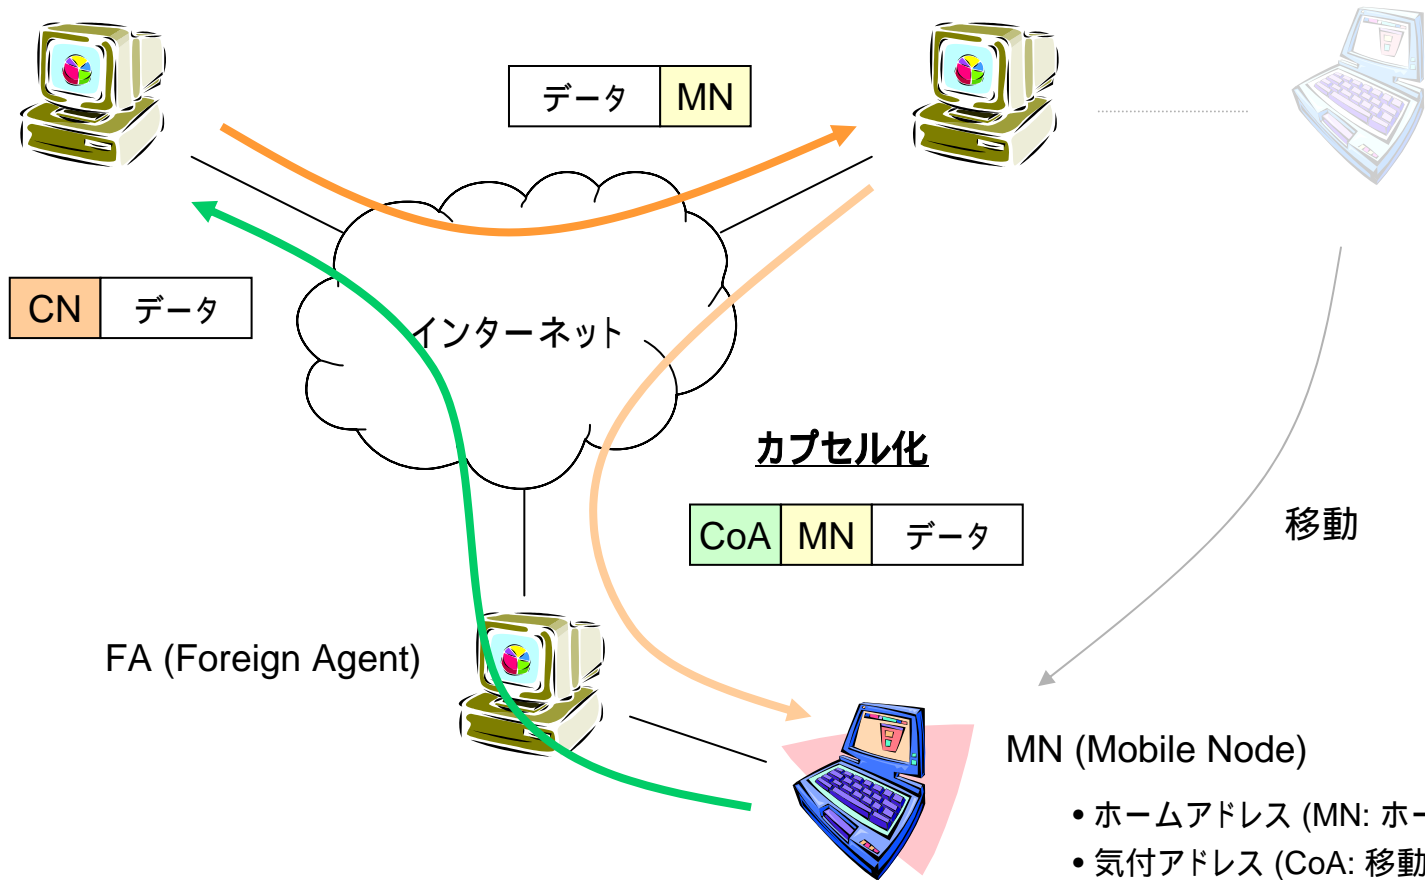 データ MN
CN データ
インターネット
カプセル化
CoA MN データ
移動
FA (Foreign Agent)
MN (Mobile Node)
• ホームアドレス (MN: ホー
• 気付アドレス (CoA: 移動